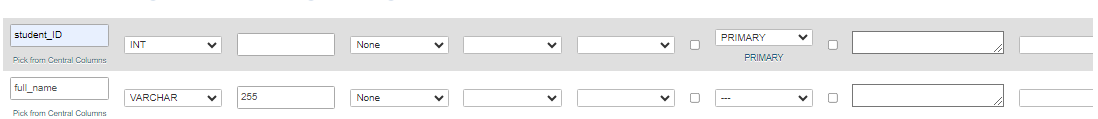 student_ID
INT
None
PRIMARY
Pick from Central Columns
PRIMARY
full_name
VARCHAR
255
None
---
Pick from Central Columns